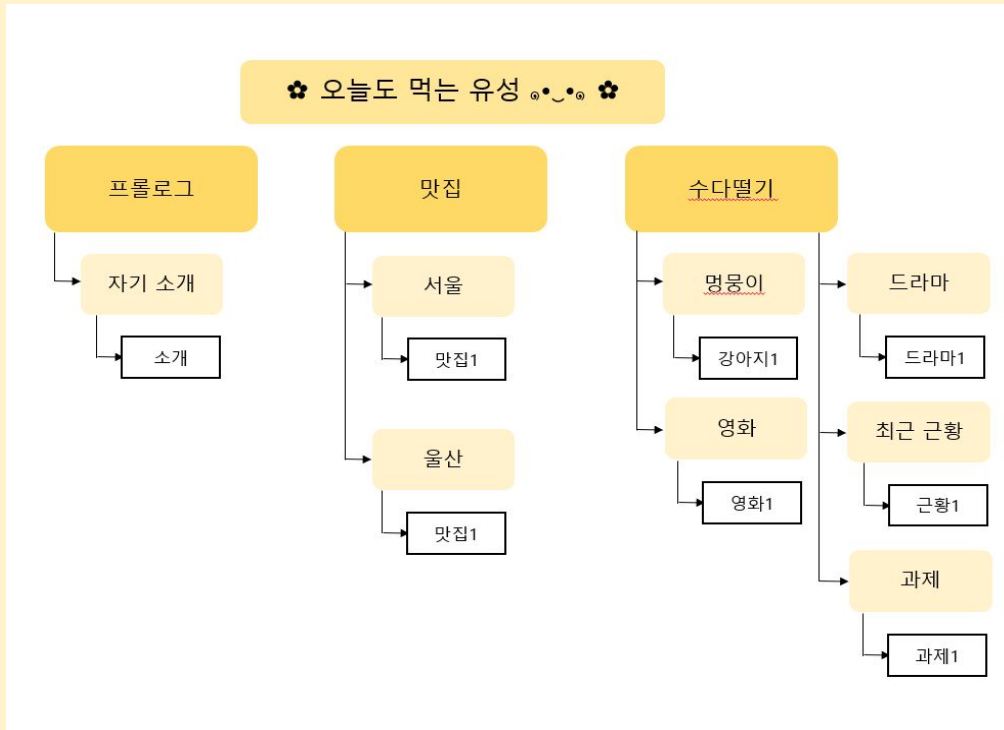 ✿ 오늘도 먹는 유성 ๑•‿•๑ ✿
프롤로그
자기 소개
소개
맛집
서울
맛집1
울산
맛집1
수다떨기
멍뭉이
강아지1
영화
영화1
드라마
드라마1
최근 근황
근황1
과제
과제1